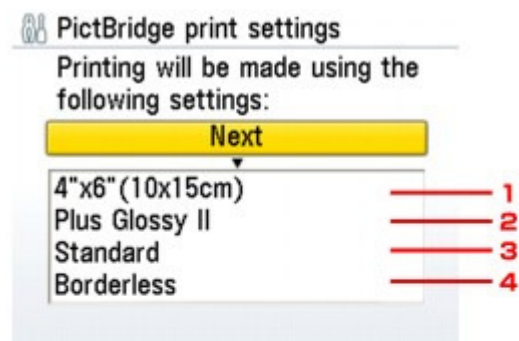 PictBridge print settings
Printing will be made using the
following settings:
Next
4"x6"(10x15cm)
1
Plus Glossy II
2
Standard
3
Borderless
4